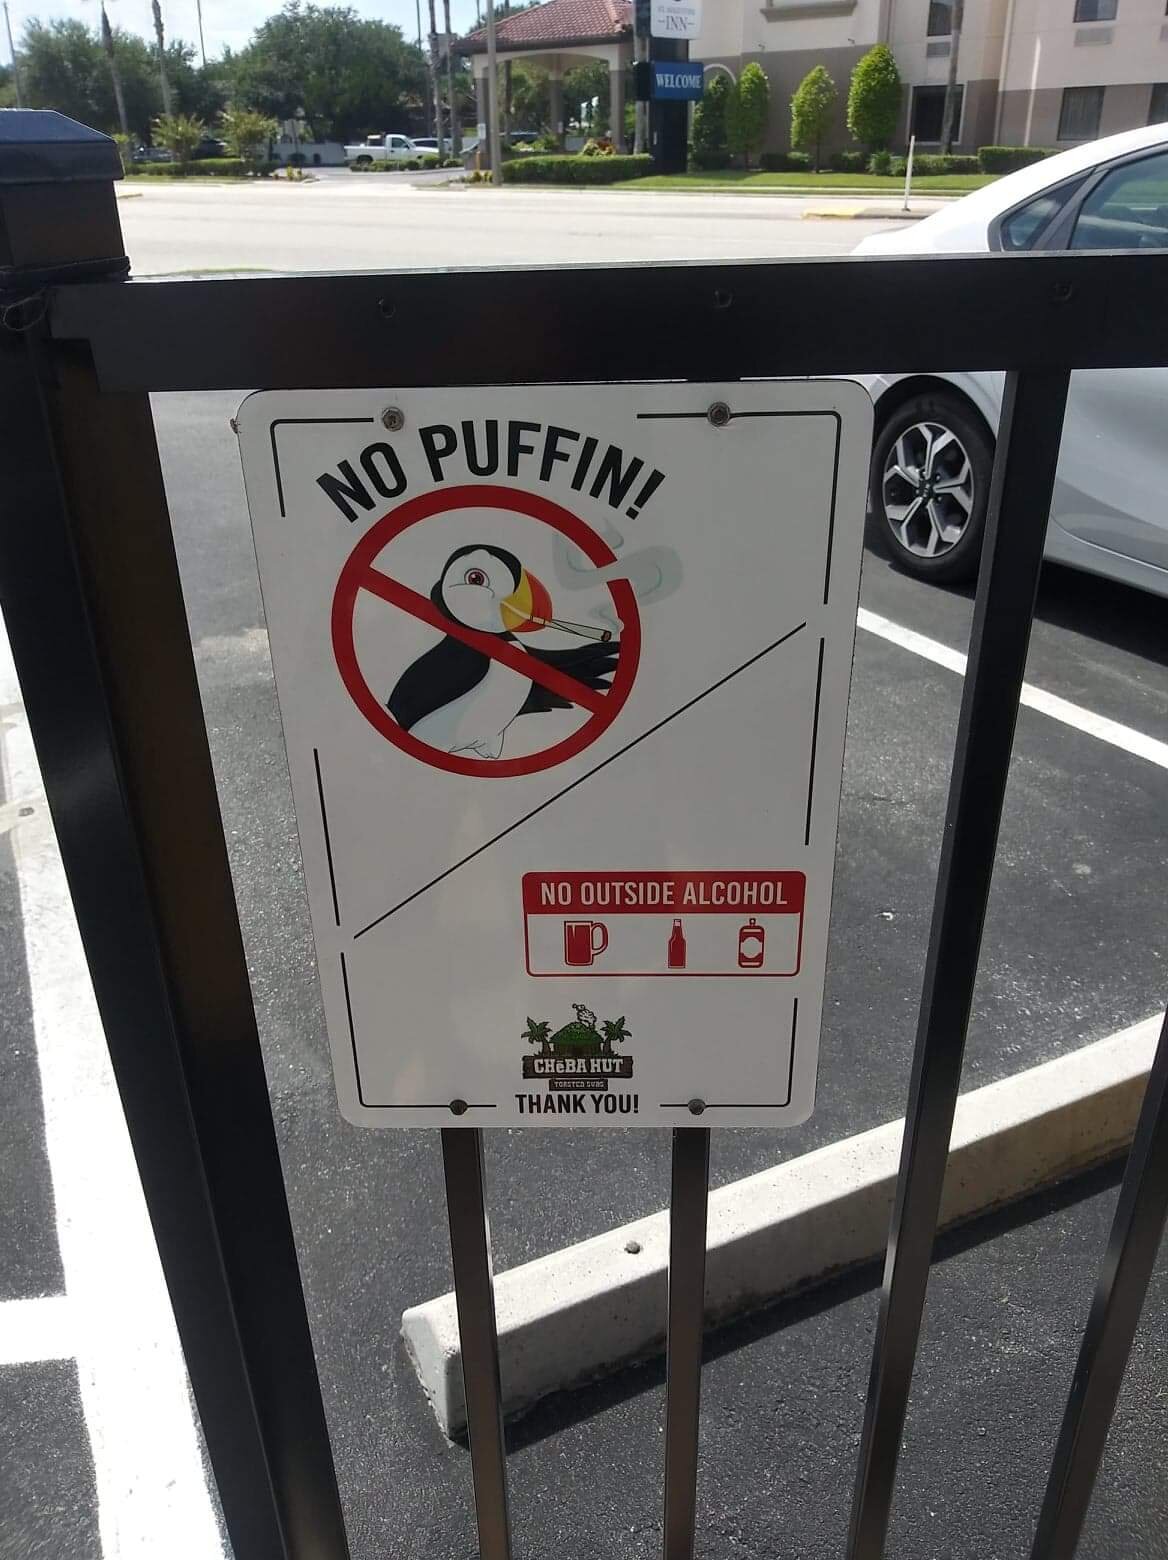 INN
WELCOME
NO PUFFIN!
NO OUTSIDE ALCOHOL
CHeBA HUT
TOASTED SUBS
THANK YOU!